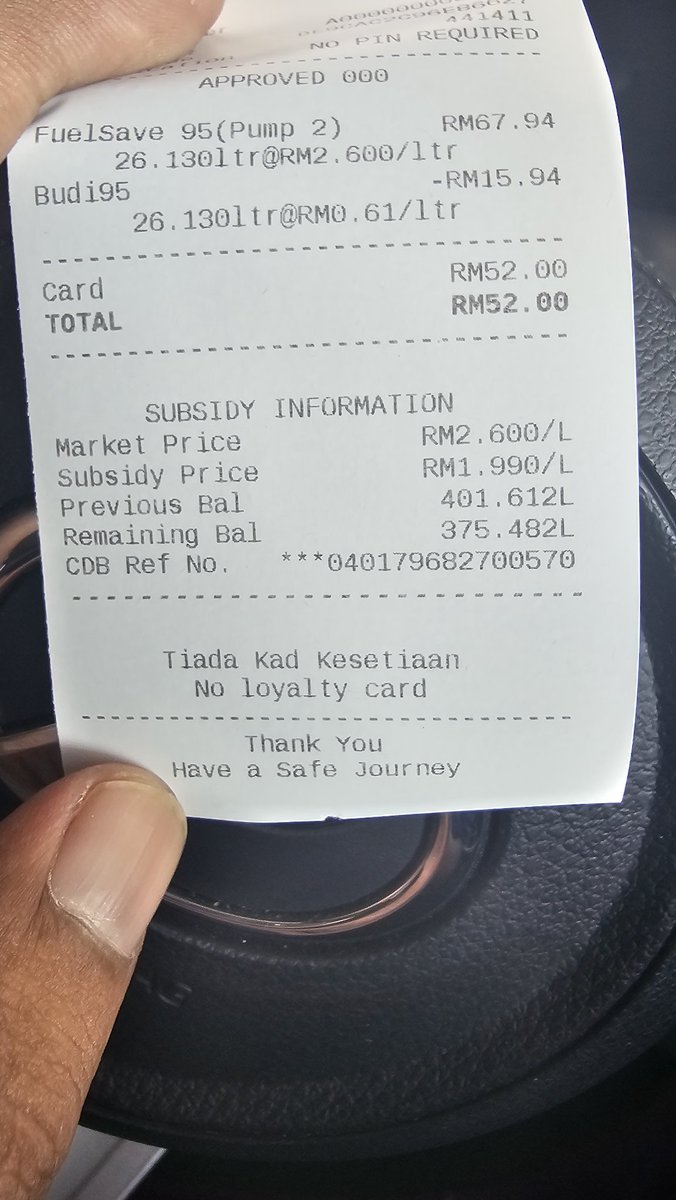 441411
NO PIN REQUIRED
APPROVED 000
FuelSave 95(Pump 2) RM67.94
26.130ltr@RM2.600/ltr
Budi95 -RM15.94
26.130ltr@RM0.61/ltr
Card RM52.00
TOTAL RM52.00
SUBSIDY INFORMATION
Market Price RM2.600/L
Subsidy Price RM1.990/L
Previous Bal 401.612L
Remaining Bal 375.482L
CDB Ref No. ***040179682700570
Tiada Kad Kesetiaan
No loyalty card
Thank You
Have a Safe Journey